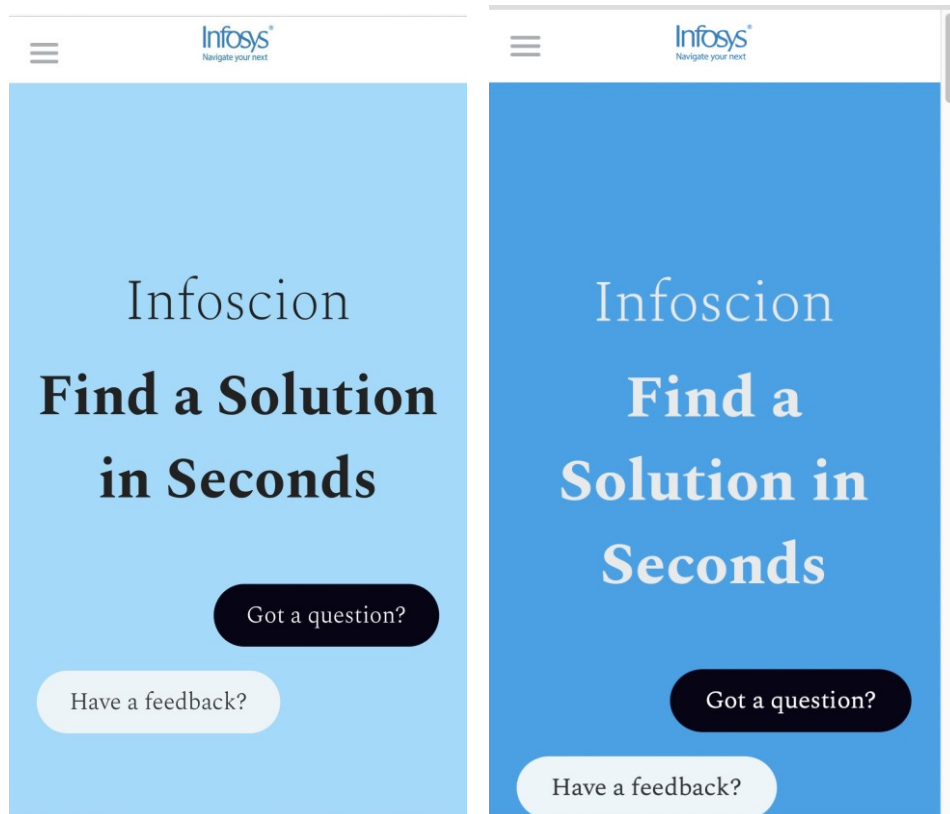 Infosys®
Navigate your next
Infoscion
Find a Solution
in Seconds
Got a question?
Have a feedback?
Infosys®
Navigate your next
Infoscion
Find a
Solution in
Seconds
Got a question?
Have a feedback?